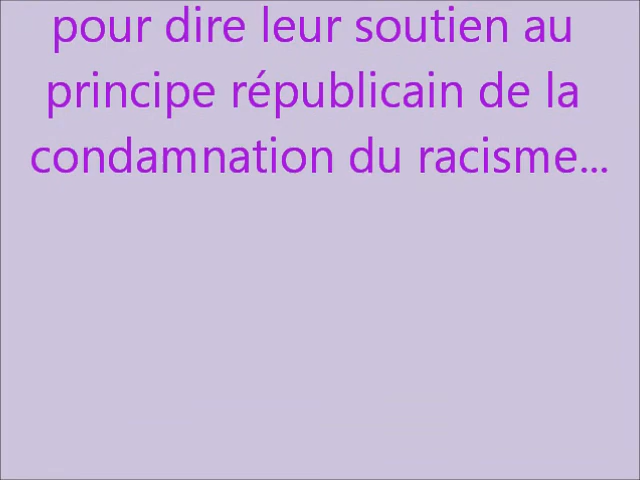 pour dire leur soutien au
principe républicain de la
condamnation du racisme...